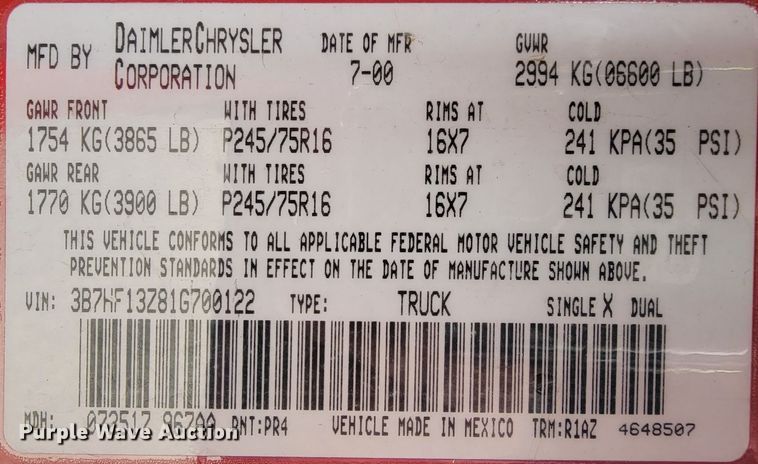 MFD BY DAIMLERCHRYSLER CORPORATION DATE OF MFR 7-00 GVWR 2994 KG(06600 LB)
GAWR FRONT WITH TIRES RIMS AT COLD
1754 KG(3865 LB) P245/75R16 16X7 241 KPA(35 PSI)
GAWR REAR WITH TIRES RIMS AT COLD
1770 KG(3900 LB) P245/75R16 16X7 241 KPA(35 PSI)
THIS VEHICLE CONFORMS TO ALL APPLICABLE FEDERAL MOTOR VEHICLE SAFETY AND THEFT
PREVENTION STANDARDS IN EFFECT ON THE DATE OF MANUFACTURE SHOWN ABOVE.
VIN: 3B7HF13Z81G700122 TYPE: TRUCK SINGLE X DUAL
MDH: PNT:PR4 VEHICLE MADE IN MEXICO TRM:R1AZ 4648507
Purple Wave Auction